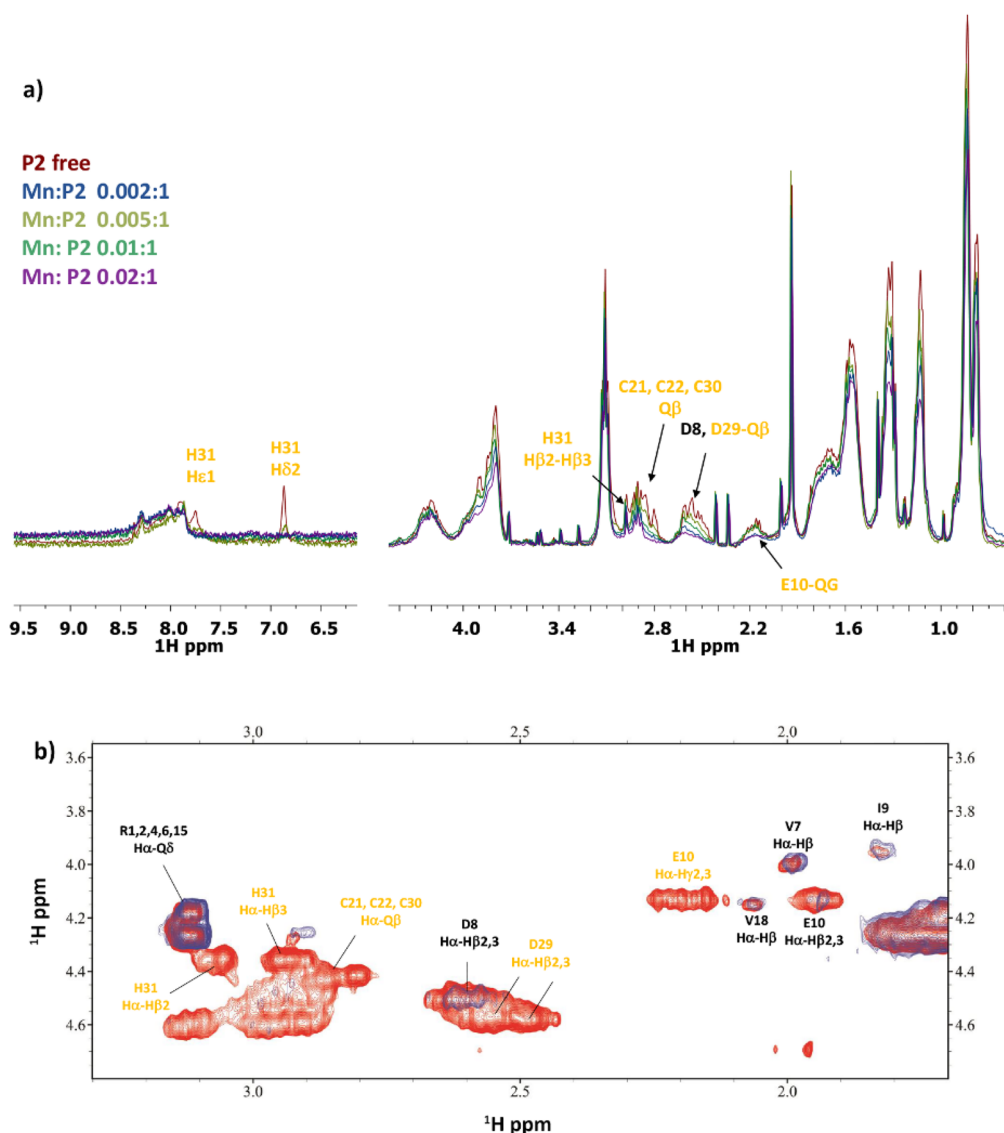 a)
P2 free
Mn:P2 0.002:1
Mn:P2 0.005:1
Mn: P2 0.01:1
Mn: P2 0.02:1
C21, C22, C30
Qβ
D8, D29-Qβ
H31
Hβ2-Hβ3
H31
Hε1
H31
Hδ2
E10-QG
9.5 9.0 8.5 8.0 7.5 7.0 6.5
1H ppm
4.0 3.4 2.8 2.2 1.6 1.0
1H ppm
b)
3.0 2.5 2.0
3.6 3.6
3.8 3.8
4.0 4.0
4.2 4.2
4.4 4.4
4.6 4.6
¹H ppm
¹H ppm
R1,2,4,6,15
Hα-Qδ
H31
Hα-Hβ3
C21, C22, C30
Hα-Qβ
H31
Hα-Hβ2
D8
Hα-Hβ2,3
D29
Hα-Hβ2,3
E10
Hα-Hγ2,3
V7
Hα-Hβ
I9
Hα-Hβ
V18
Hα-Hβ
E10
Hα-Hβ2,3
3.0 2.5 2.0
¹H ppm